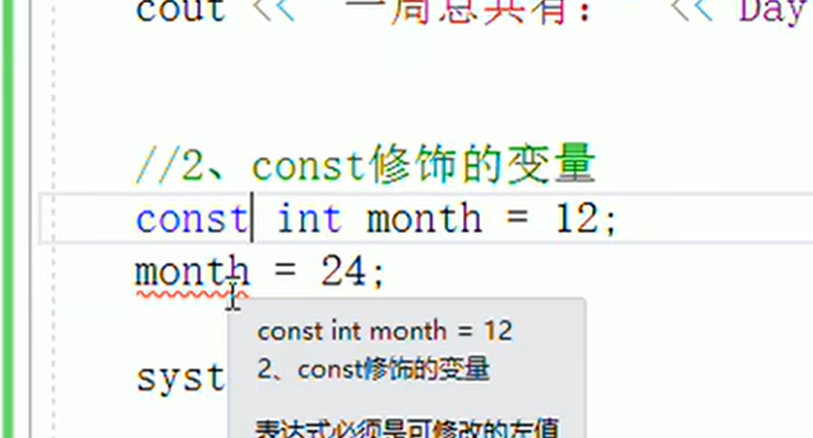 cout << "一周总共有：" << Day
//2、const修饰的变量
const int month = 12;
month = 24;
syst
const int month = 12
2、const修饰的变量
表达式必须是可修改的左值